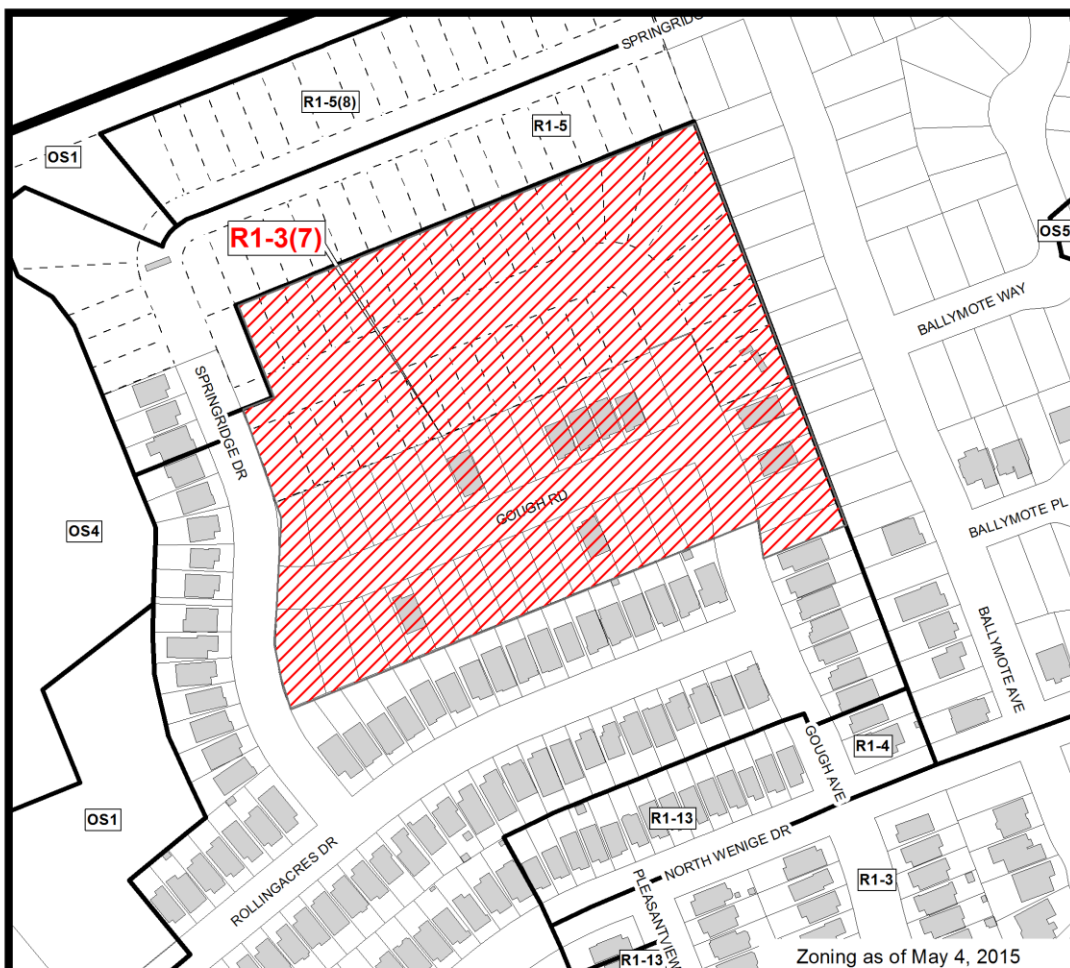 SPRINGRIDG
R1-5(8)
R1-5
OS1
R1-3(7)
OS5
BALLYMOTE WAY
SPRINGRIDGE DR
GOUGH RD
BALLYMOTE PL
OS4
BALLYMOTE AVE
GOUGH AVE
R1-4
OS1
R1-13
NORTH WENIGE DR
ROLLINGACRES DR
R1-3
PLEASANTVIEW
R1-13
Zoning as of May 4, 2015